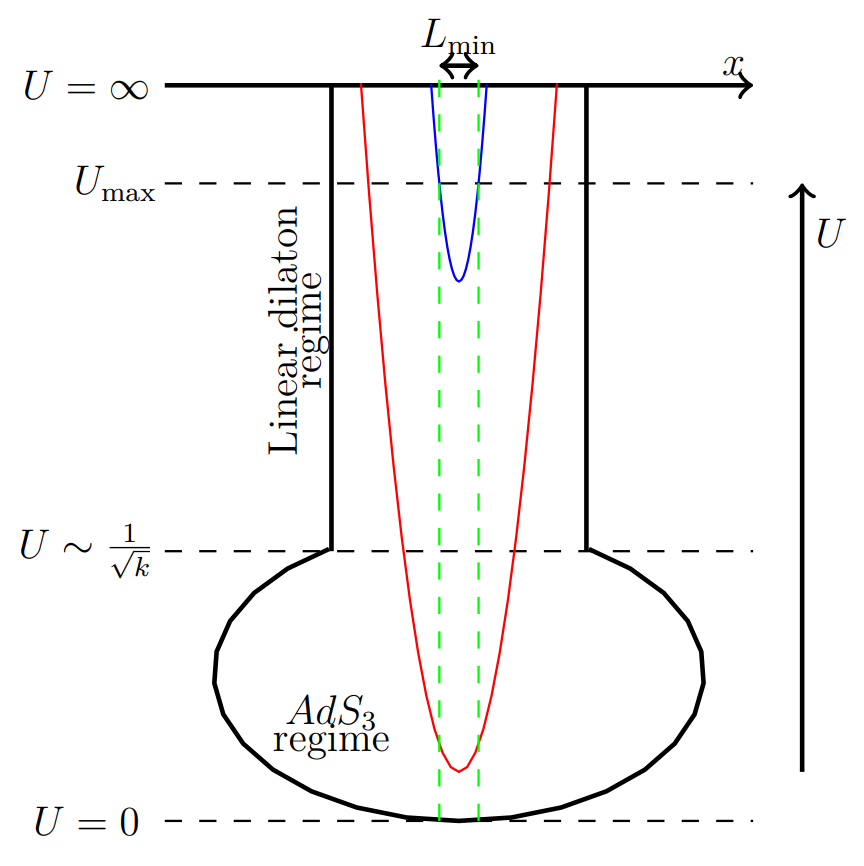 L_min
x
U = ∞
U_max
U
Linear dilaton
regime
U ∼ 1/√k
AdS_3
regime
U = 0